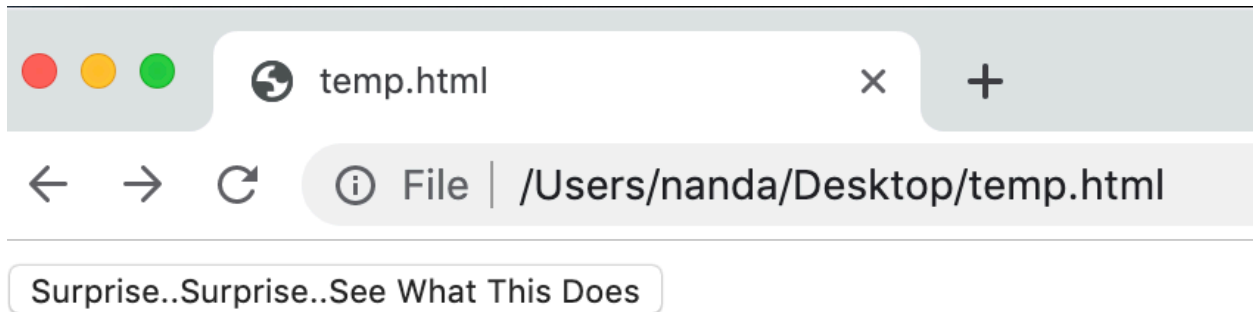 temp.html
File /Users/nanda/Desktop/temp.html
Surprise..Surprise..See What This Does